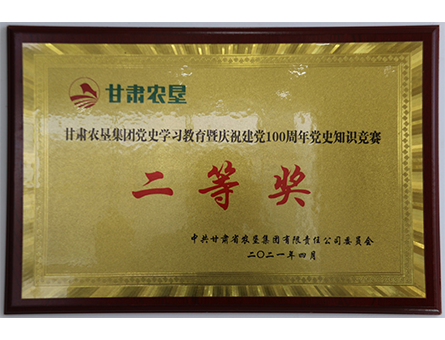 甘肃农垦
甘肃农垦集团党史学习教育暨庆祝建党100周年党史知识竞赛
二等奖
中共甘肃省农垦集团有限责任公司委员会
二〇二一年四月